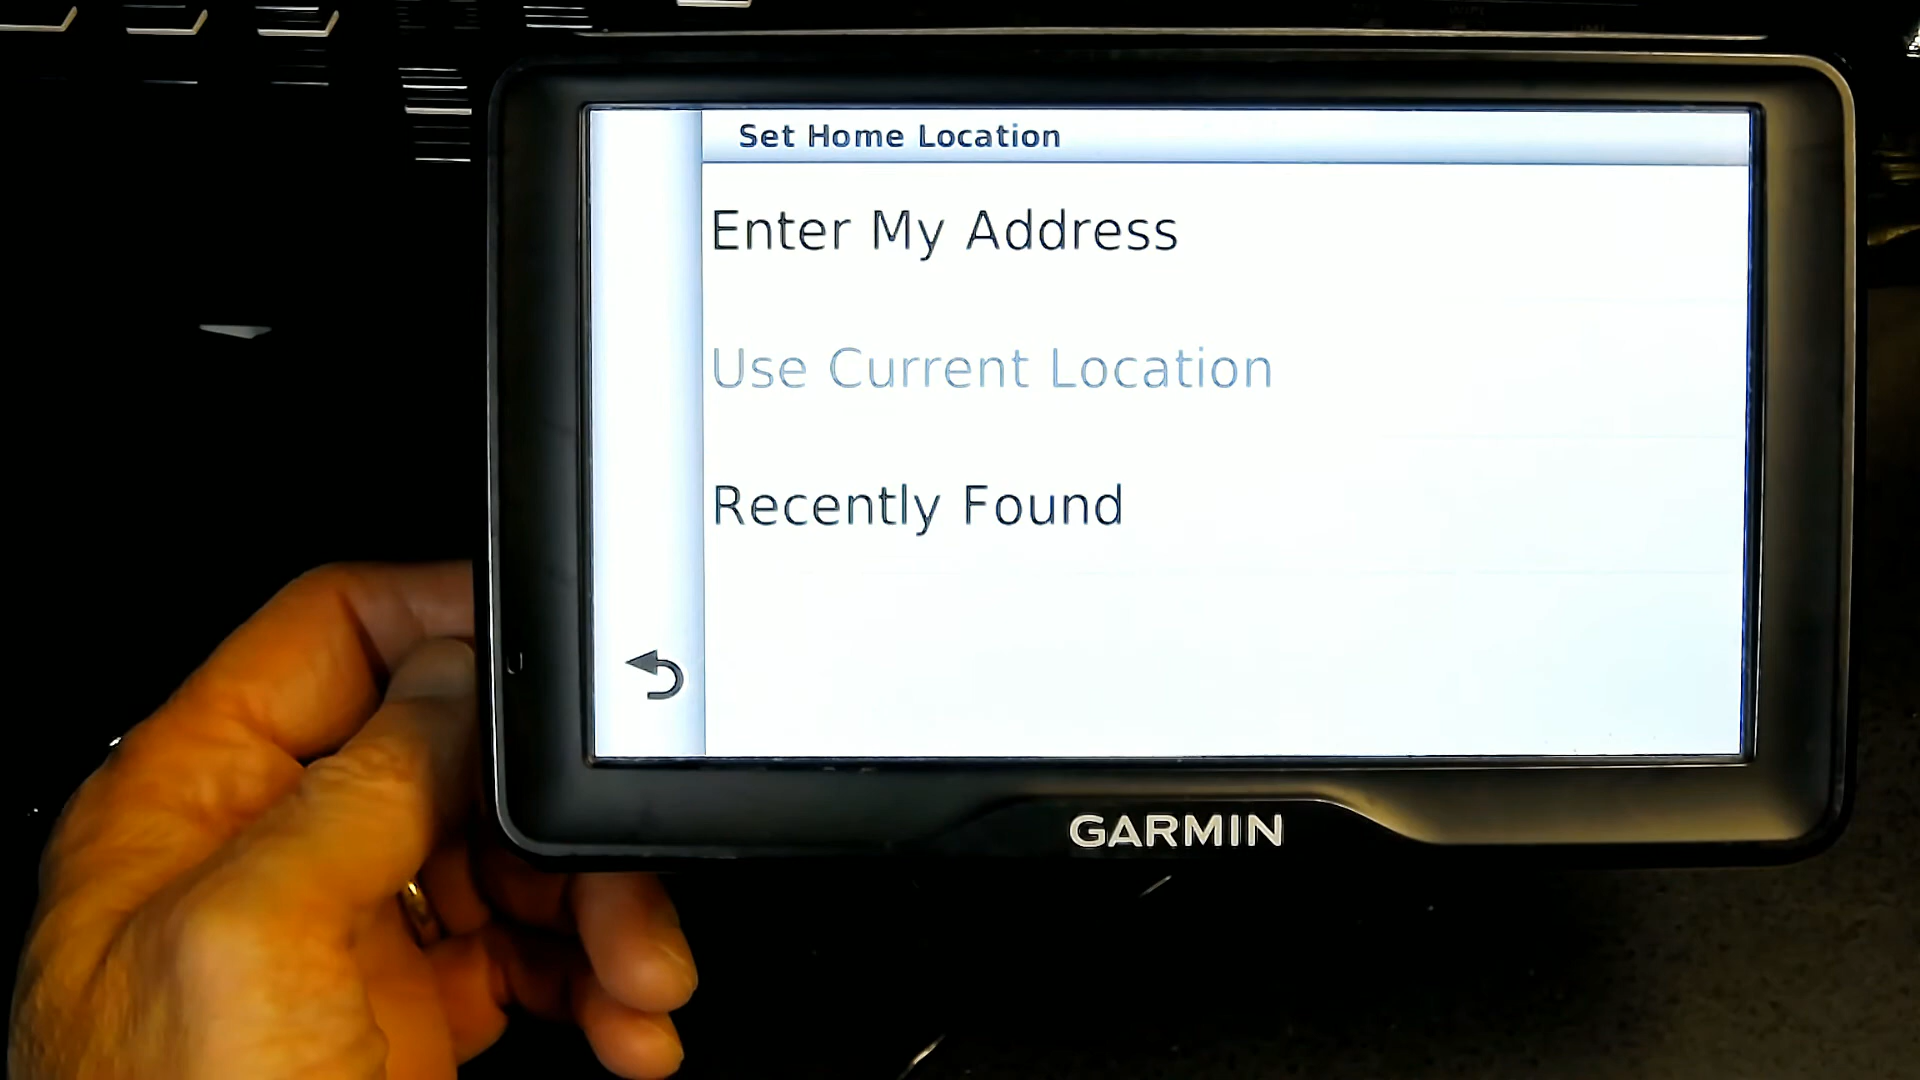 Set Home Location
Enter My Address
Use Current Location
Recently Found
GARMIN